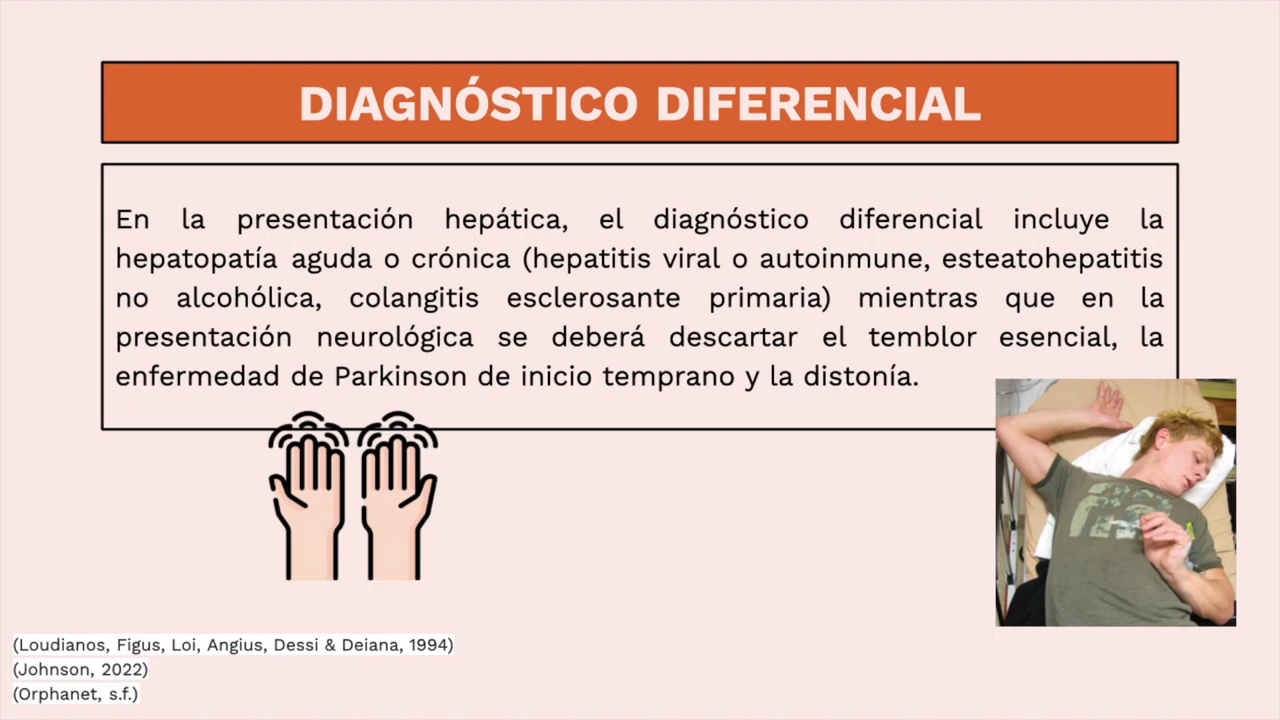 DIAGNÓSTICO DIFERENCIAL
En la presentación hepática, el diagnóstico diferencial incluye la
hepatopatía aguda o crónica (hepatitis viral o autoinmune, esteatohepatitis
no alcohólica, colangitis esclerosante primaria) mientras que en la
presentación neurológica se deberá descartar el temblor esencial, la
enfermedad de Parkinson de inicio temprano y la distonía.
(Loudianos, Figus, Loi, Angius, Dessi & Deiana, 1994)
(Johnson, 2022)
(Orphanet, s.f.)